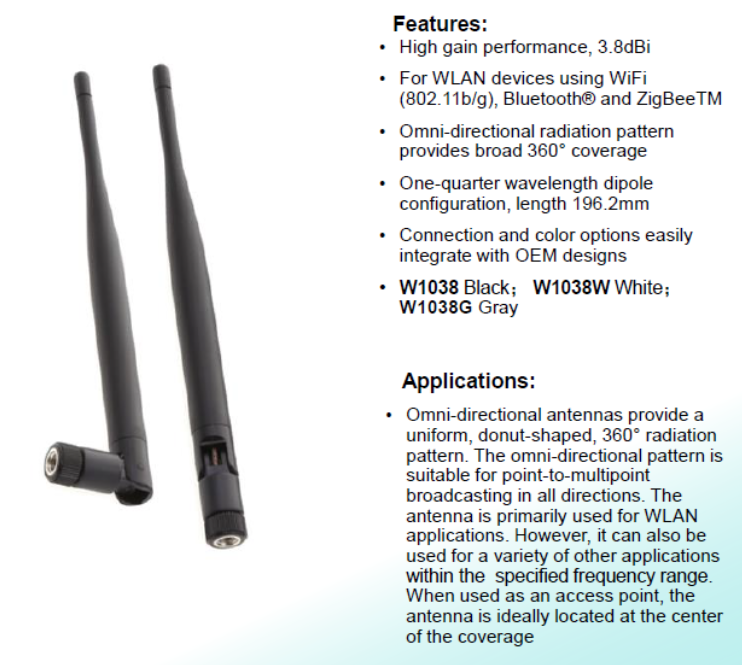 Features:
• High gain performance, 3.8dBi
• For WLAN devices using WiFi
(802.11b/g), Bluetooth® and ZigBeeTM
• Omni-directional radiation pattern
provides broad 360° coverage
• One-quarter wavelength dipole
configuration, length 196.2mm
• Connection and color options easily
integrate with OEM designs
• W1038 Black; W1038W White;
W1038G Gray
Applications:
• Omni-directional antennas provide a
uniform, donut-shaped, 360° radiation
pattern. The omni-directional pattern is
suitable for point-to-multipoint
broadcasting in all directions. The
antenna is primarily used for WLAN
applications. However, it can also be
used for a variety of other applications
within the specified frequency range.
When used as an access point, the
antenna is ideally located at the center
of the coverage